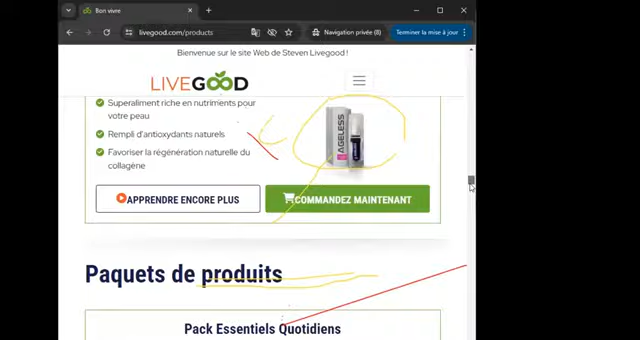 Bon vivre
livegood.com/products
Navigation privée (8)
Terminer la mise à jour
Bienvenue sur le site Web de Steven Livegood !
LIVEGOOD
Superaliment riche en nutriments pour
votre peau
Rempli d'antioxydants naturels
Favoriser la régénération naturelle du
collagène
AGELESS
APPRENDRE ENCORE PLUS
COMMANDEZ MAINTENANT
Paquets de produits
Pack Essentiels Quotidiens